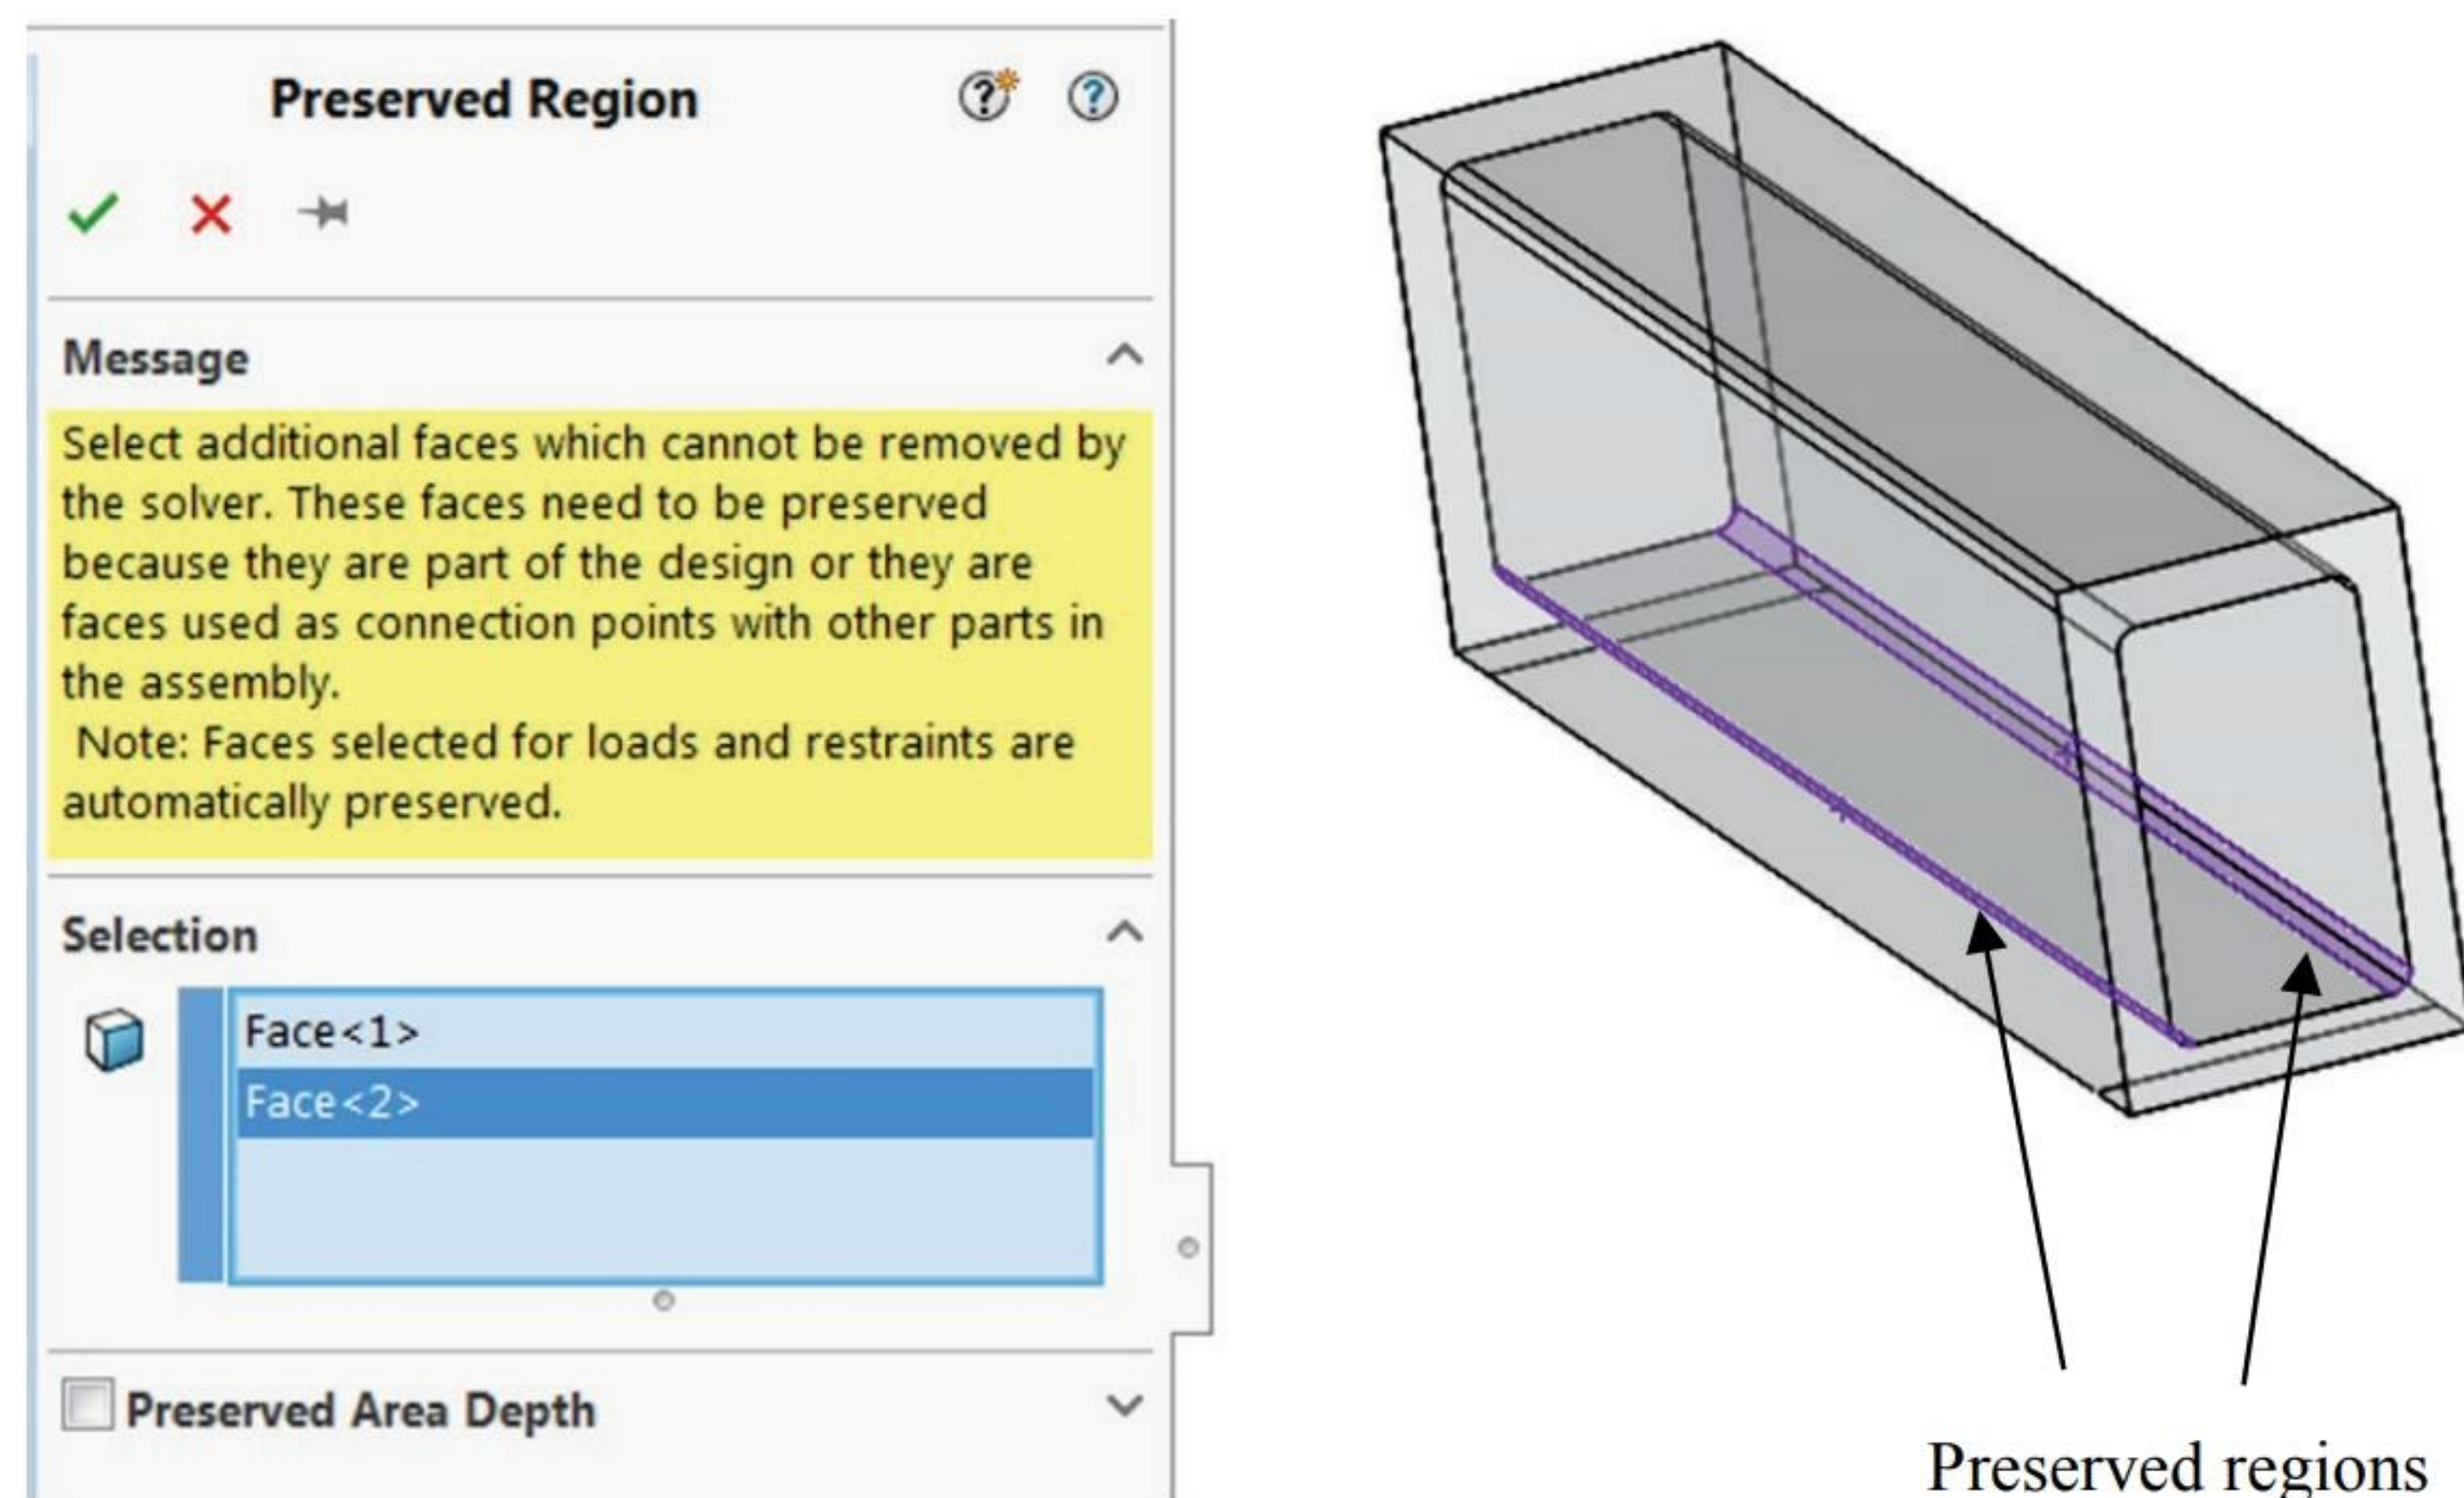 Preserved Region
Message
Select additional faces which cannot be removed by
the solver. These faces need to be preserved
because they are part of the design or they are
faces used as connection points with other parts in
the assembly.
Note: Faces selected for loads and restraints are
automatically preserved.
Selection
Face<1>
Face<2>
Preserved Area Depth
Preserved regions